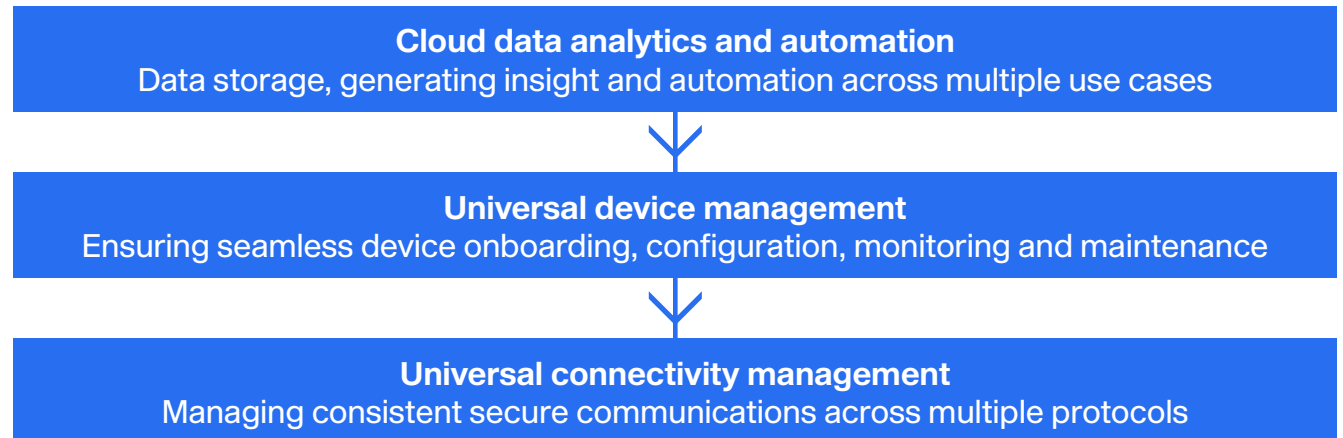 Cloud data analytics and automation
Data storage, generating insight and automation across multiple use cases
Universal device management
Ensuring seamless device onboarding, configuration, monitoring and maintenance
Universal connectivity management
Managing consistent secure communications across multiple protocols